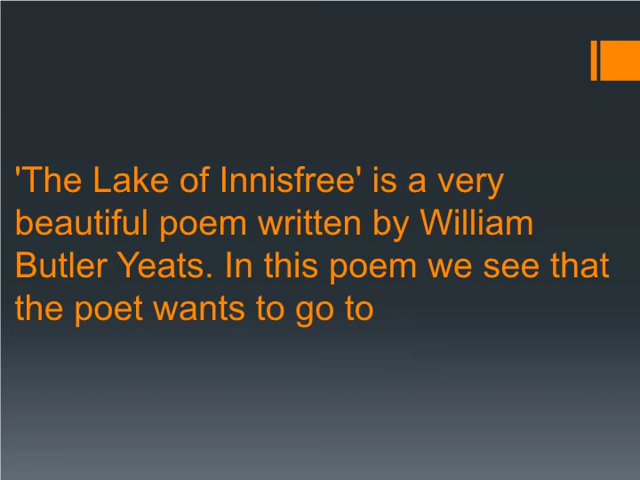 'The Lake of Innisfree' is a very
beautiful poem written by William
Butler Yeats. In this poem we see that
the poet wants to go to